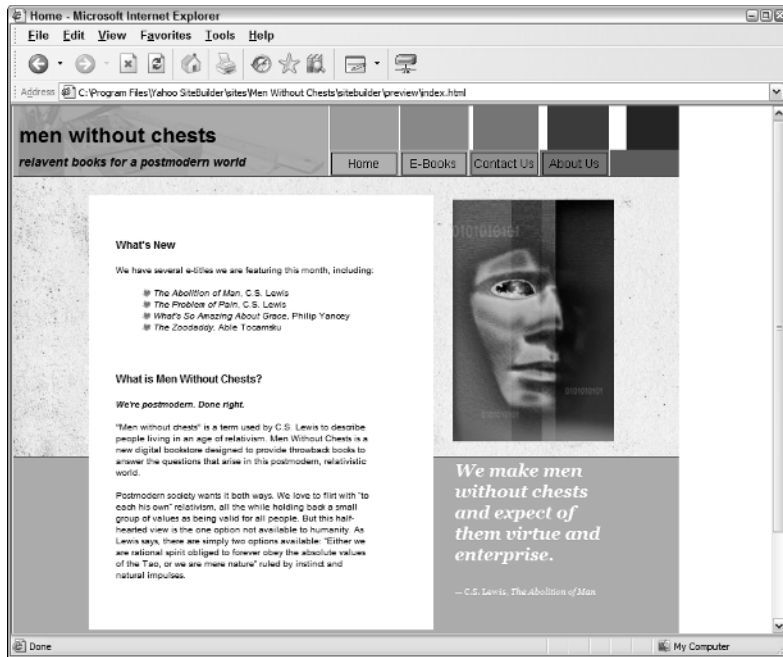 Home - Microsoft Internet Explorer
File Edit View Favorites Tools Help
Address C:\Program Files\Yahoo SiteBuilder\sites\Men Without Chests\sitebuilder\preview\index.html
men without chests
relavent books for a postmodern world
Home E-Books Contact Us About Us
What's New
We have several e-titles we are featuring this month, including:
The Abolition of Man, C.S. Lewis
The Problem of Pain, C.S. Lewis
What's So Amazing About Grace, Philip Yancey
The Zoodaddy, Able Tocamsku
What is Men Without Chests?
We're postmodern. Done right.
"Men without chests" is a term used by C.S. Lewis to describe
people living in an age of relativism. Men Without Chests is a
new digital bookstore designed to provide throwback books to
answer the questions that arise in this postmodern, relativistic
world.
Postmodern society wants it both ways. We love to flirt with "to
each his own" relativism, all the while holding back a small
group of values as being valid for all people. But this half-
hearted view is the one option not available to humanity. As
Lewis says, there are simply two options available: "Either we
are rational spirit obliged to forever obey the absolute values
of the Tao, or we are mere nature" ruled by instinct and
natural impulses.
0101010101
010101010
We make men
without chests
and expect of
them virtue and
enterprise.
— C.S. Lewis, The Abolition of Man
Done My Computer